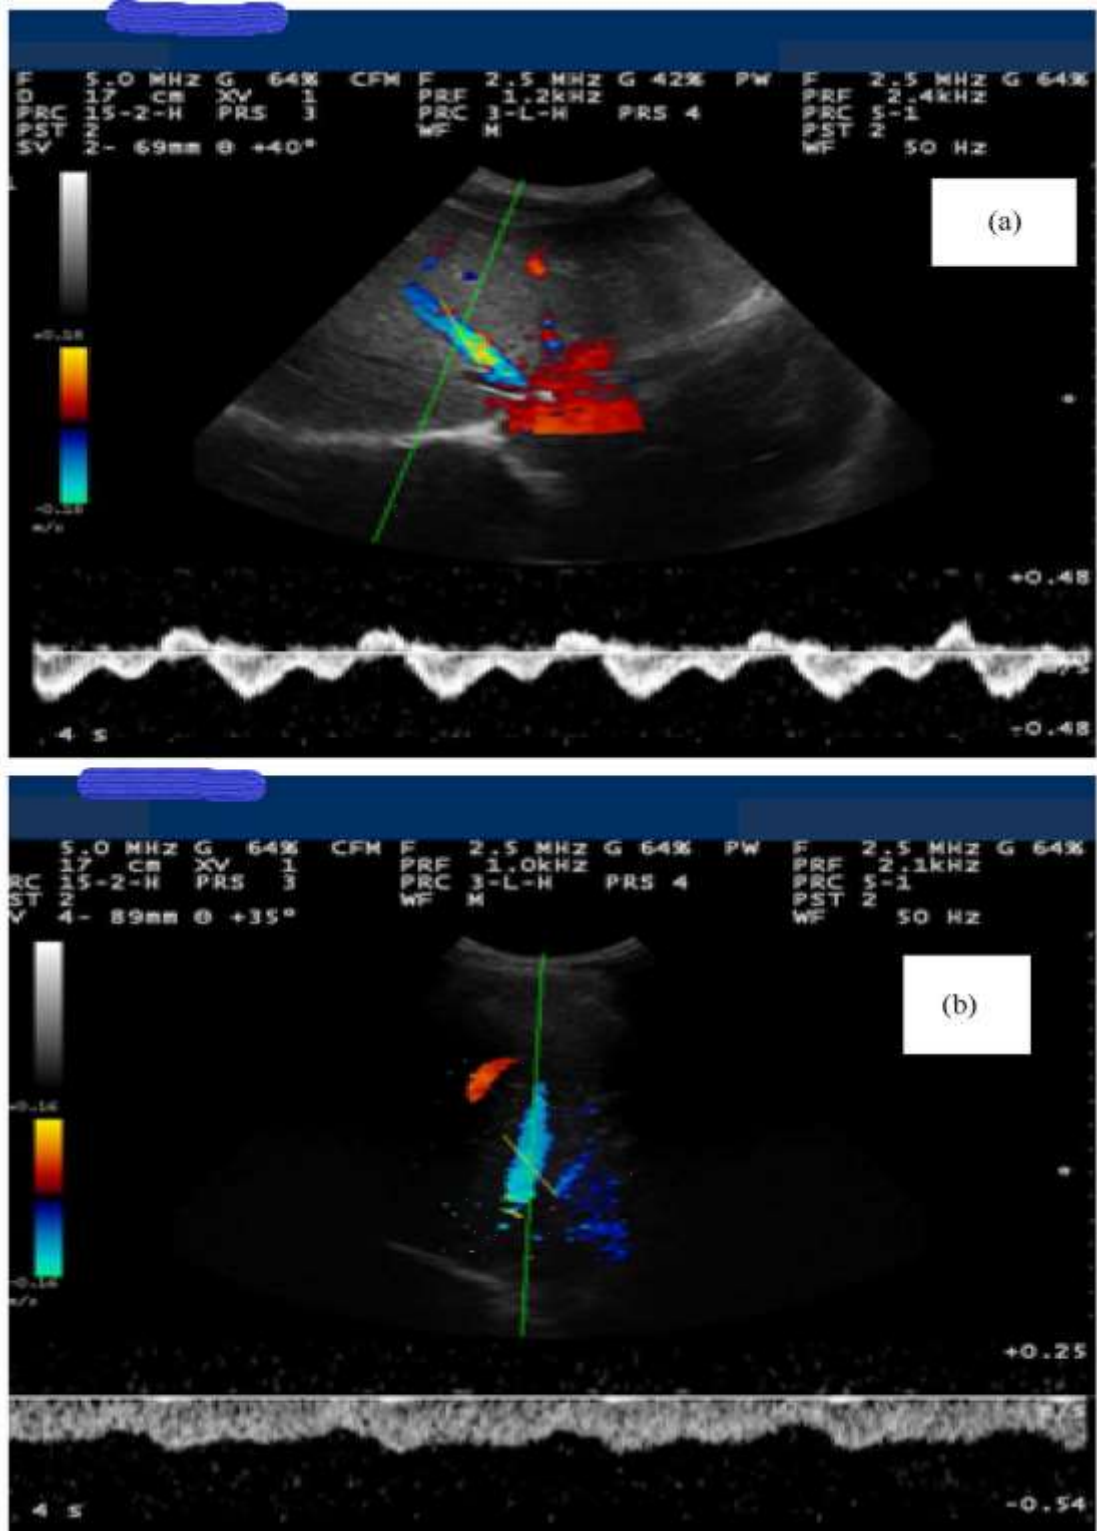 F 5.0 MHz G 64% CFM F 2.5 MHz G 42% PW F 2.5 MHz G 64%
D 17 cm XV 1 PRF 1.2kHz PRF 2.4kHz
PRC 15-2-H PRS 3 PRC 3-L-H PRS 4 PRC 5-1
PST 2 WF M PST 2
SV 2- 69mm @ +40° WF 50 Hz
(a)
+0.18
-0.18
m/s
+0.48
-0.48
4 s
5.0 MHz G 64% CFM F 2.5 MHz G 64% PW F 2.5 MHz G 64%
17 cm XV 1 PRF 1.0kHz PRF 2.1kHz
RC 15-2-H PRS 3 PRC 3-L-H PRS 4 PRC 5-1
ST 2 WF M PST 2
V 4- 89mm @ +35° WF 50 Hz
(b)
+0.16
-0.16
m/s
+0.25
4 s
-0.54